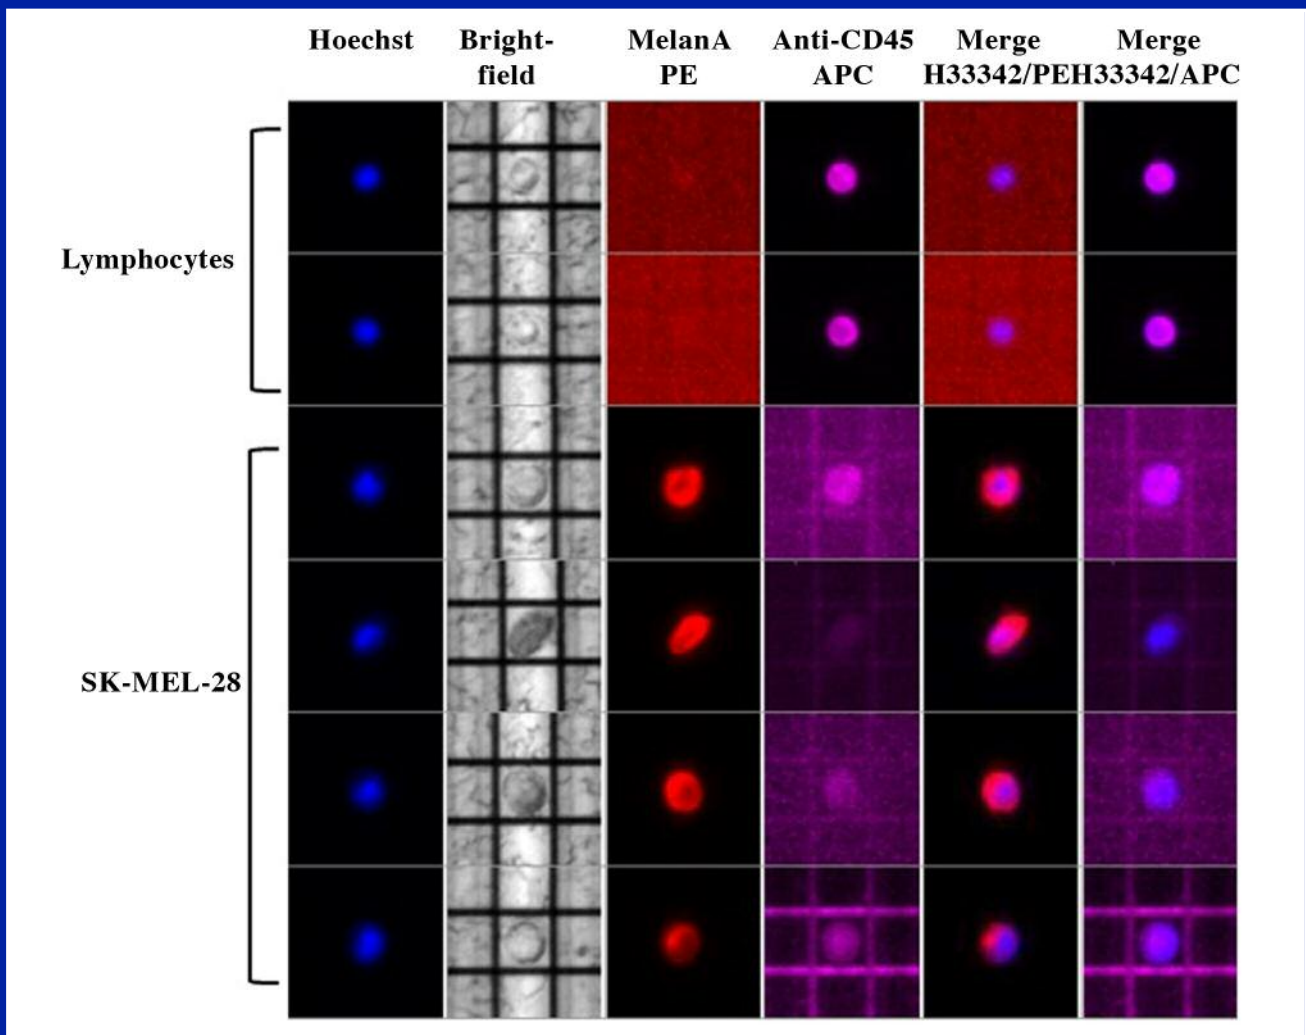 Hoechst Bright- MelanA Anti-CD45 Merge Merge
field PE APC H33342/PE H33342/APC
Lymphocytes
SK-MEL-28